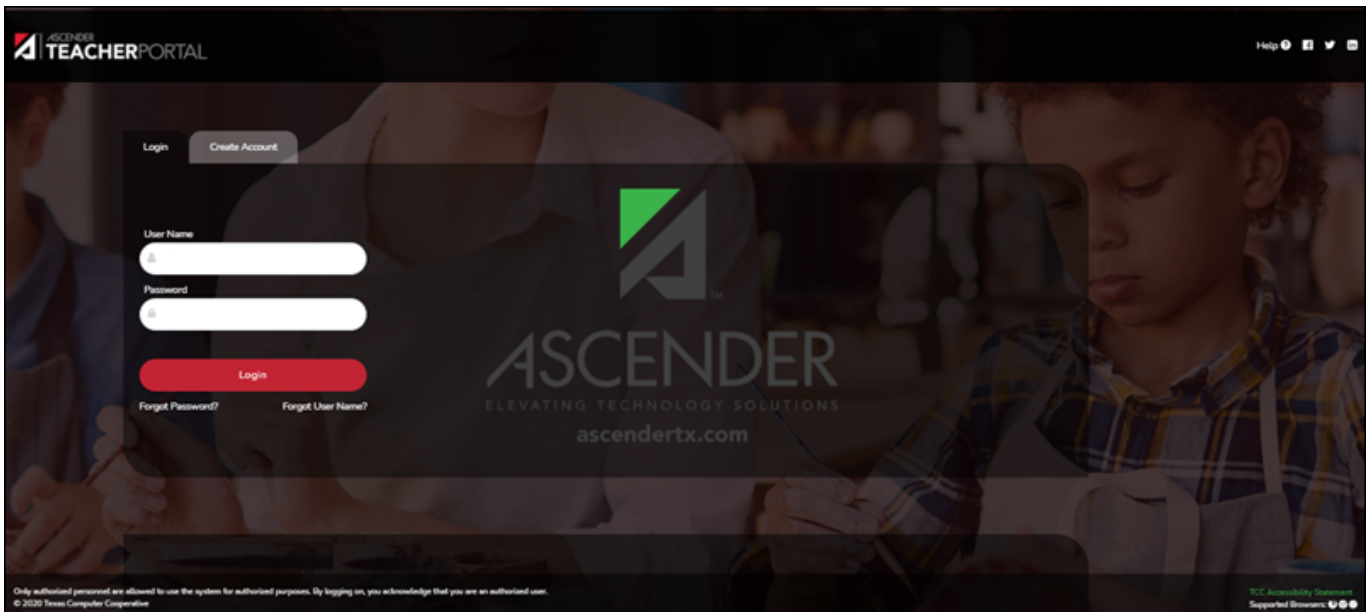 ASCENDER
TEACHERPORTAL
Help
Login
Create Account
User Name
Password
Login
Forgot Password?
Forgot User Name?
TM
ASCENDER
ELEVATING TECHNOLOGY SOLUTIONS
ascendertx.com
Only authorized personnel are allowed to use the system for authorized purposes. By logging on, you acknowledge that you are an authorized user.
© 2020 Texas Computer Cooperative
TCC Accessibility Statement
Supported Browsers: